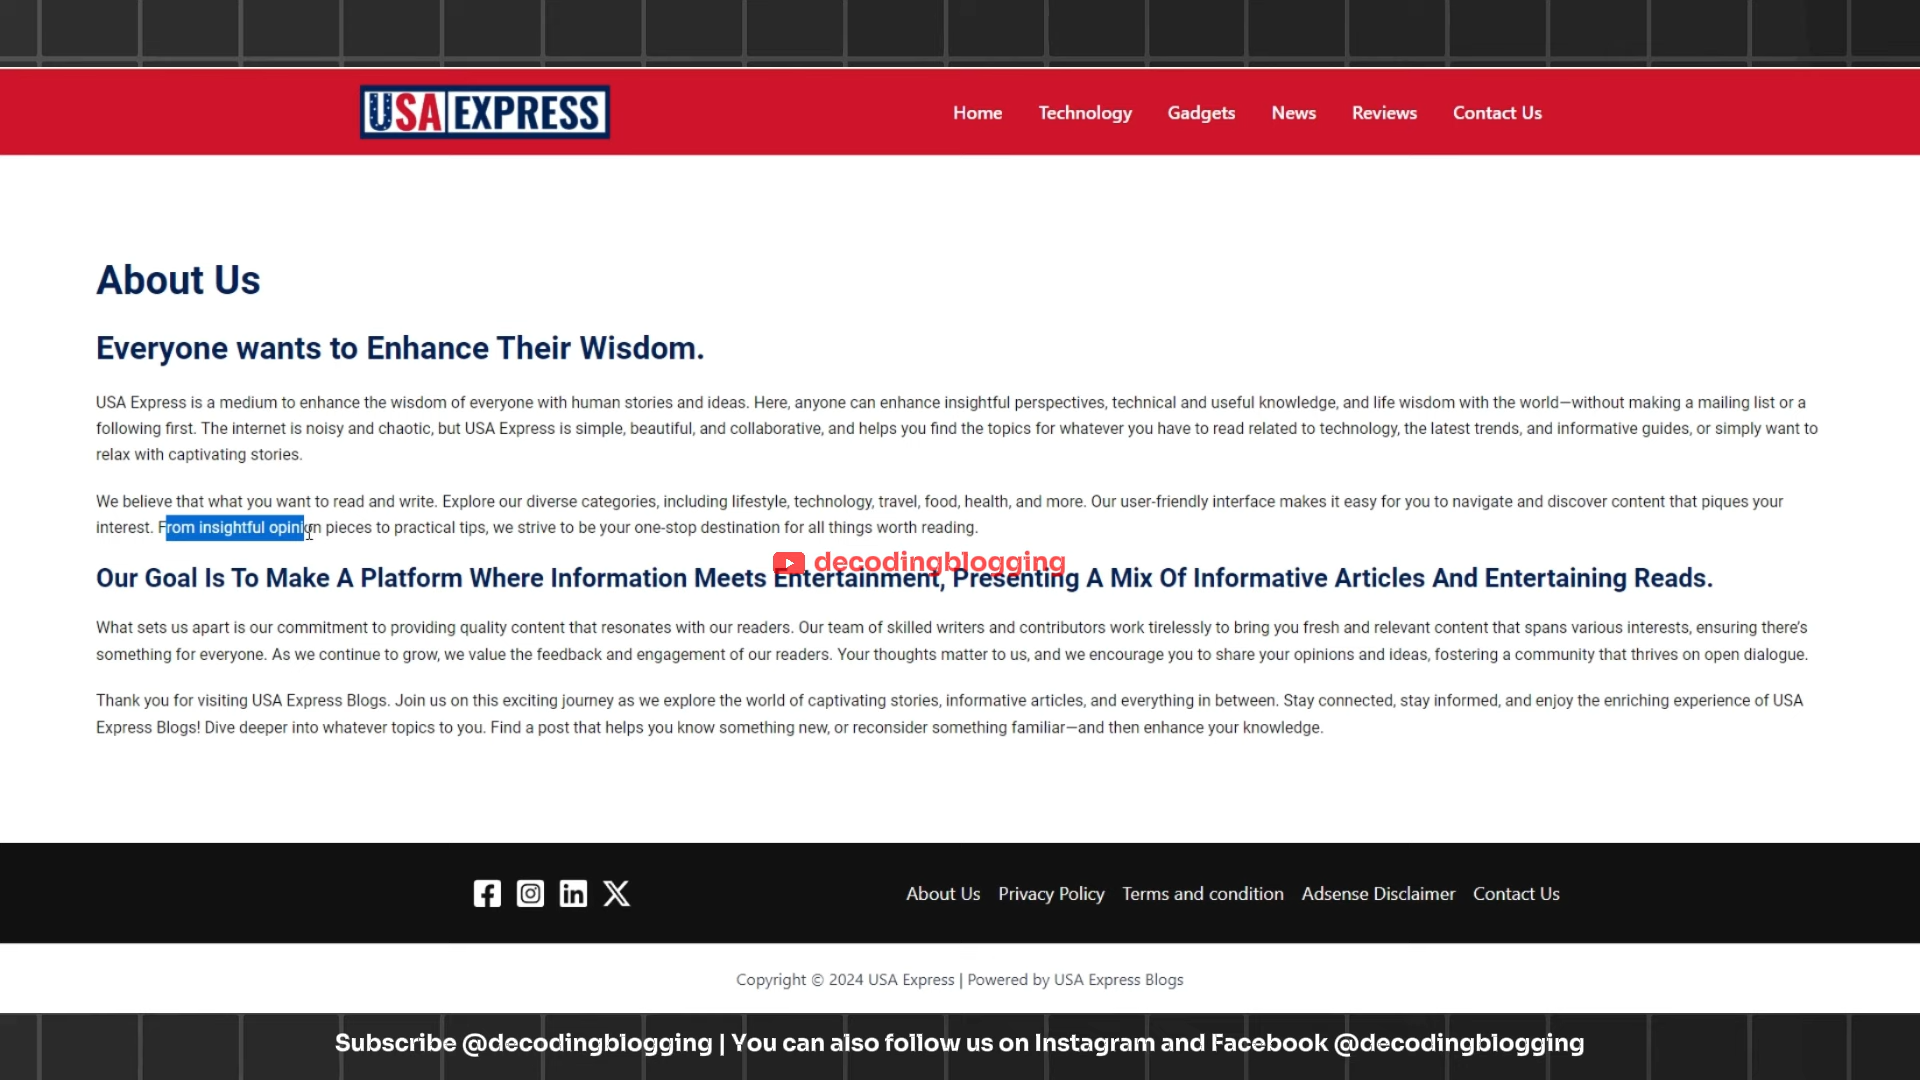 USA EXPRESS
Home Technology Gadgets News Reviews Contact Us
About Us
Everyone wants to Enhance Their Wisdom.
USA Express is a medium to enhance the wisdom of everyone with human stories and ideas. Here, anyone can enhance insightful perspectives, technical and useful knowledge, and life wisdom with the world—without making a mailing list or a
following first. The internet is noisy and chaotic, but USA Express is simple, beautiful, and collaborative, and helps you find the topics for whatever you have to read related to technology, the latest trends, and informative guides, or simply want to
relax with captivating stories.
We believe that what you want to read and write. Explore our diverse categories, including lifestyle, technology, travel, food, health, and more. Our user-friendly interface makes it easy for you to navigate and discover content that piques your
interest. From insightful opinion pieces to practical tips, we strive to be your one-stop destination for all things worth reading.
decodingblogging
Our Goal Is To Make A Platform Where Information Meets Entertainment, Presenting A Mix Of Informative Articles And Entertaining Reads.
What sets us apart is our commitment to providing quality content that resonates with our readers. Our team of skilled writers and contributors work tirelessly to bring you fresh and relevant content that spans various interests, ensuring there's
something for everyone. As we continue to grow, we value the feedback and engagement of our readers. Your thoughts matter to us, and we encourage you to share your opinions and ideas, fostering a community that thrives on open dialogue.
Thank you for visiting USA Express Blogs. Join us on this exciting journey as we explore the world of captivating stories, informative articles, and everything in between. Stay connected, stay informed, and enjoy the enriching experience of USA
Express Blogs! Dive deeper into whatever topics to you. Find a post that helps you know something new, or reconsider something familiar—and then enhance your knowledge.
About Us Privacy Policy Terms and condition Adsense Disclaimer Contact Us
Copyright © 2024 USA Express | Powered by USA Express Blogs
Subscribe @decodingblogging | You can also follow us on Instagram and Facebook @decodingblogging